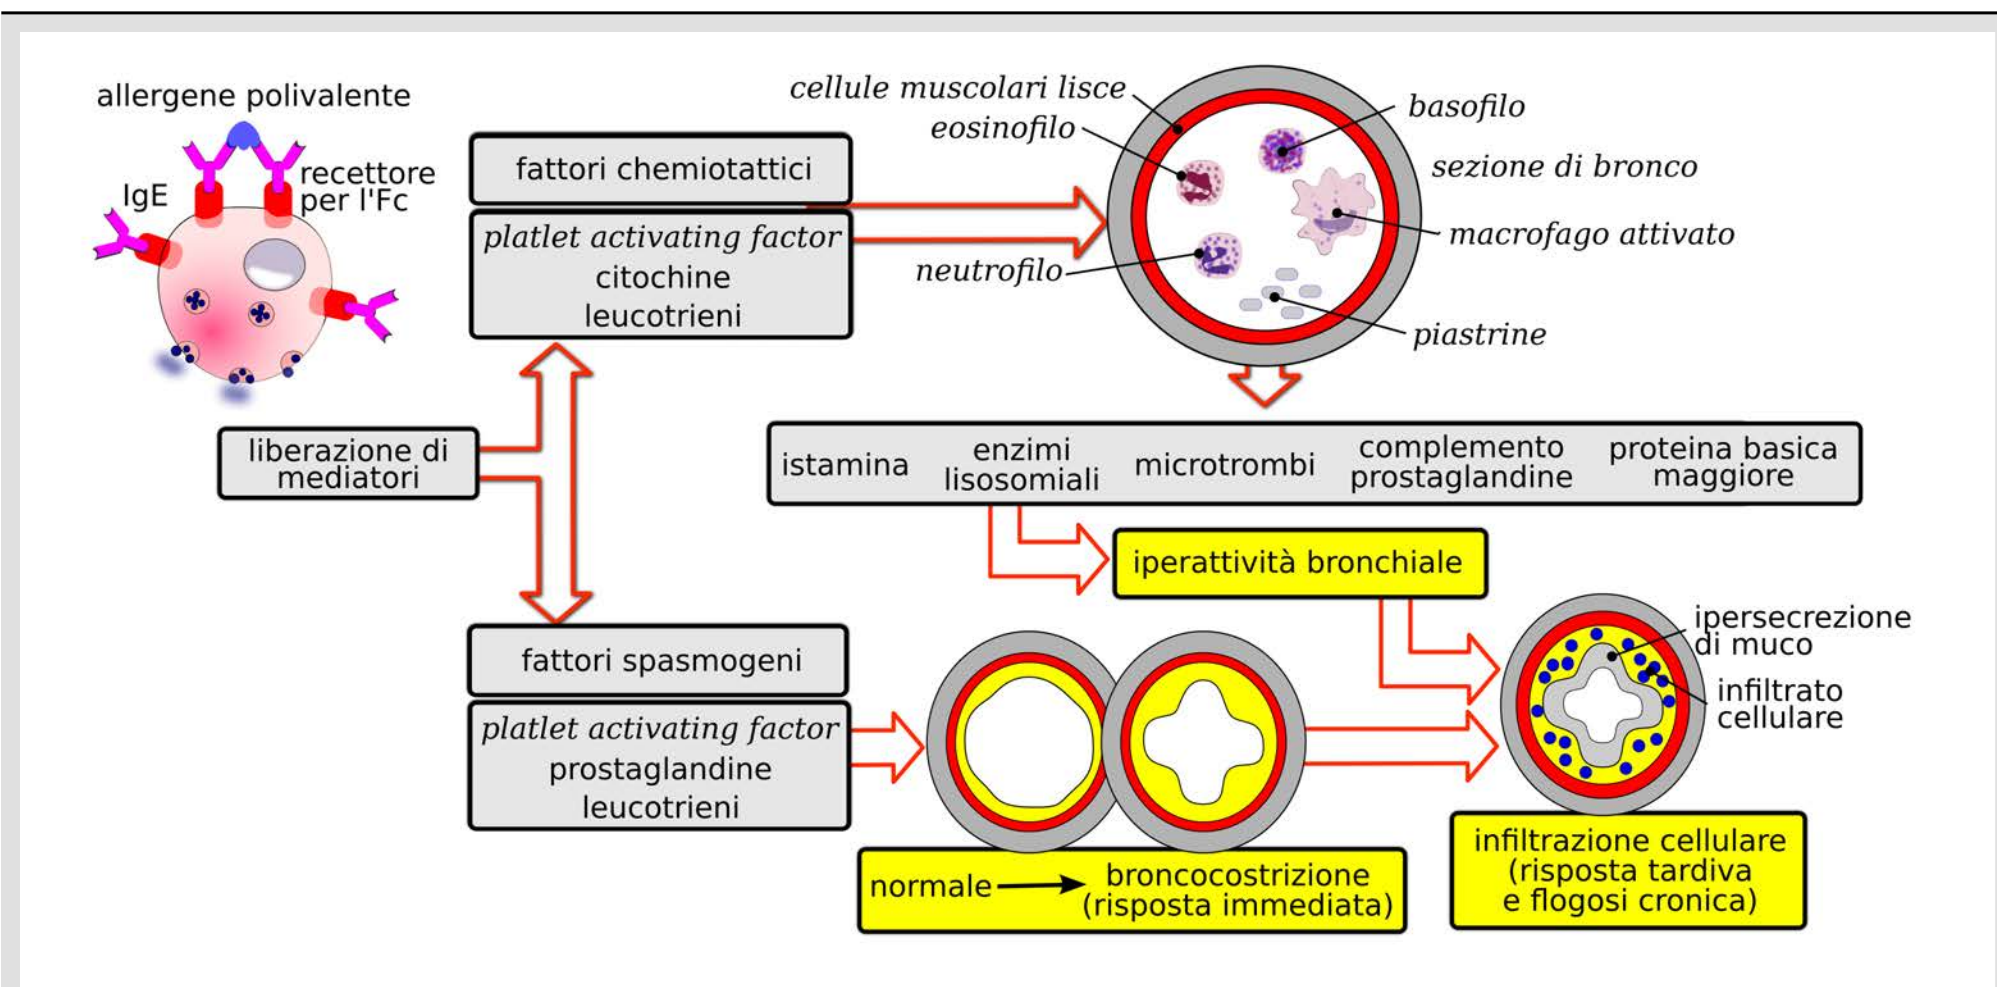 allergene polivalente
IgE
recettore
per l'Fc
fattori chemiotattici
platlet activating factor
citochine
leucotrieni
cellule muscolari lisce
eosinofilo
neutrofilo
basofilo
sezione di bronco
macrofago attivato
piastrine
liberazione di
mediatori
istamina
enzimi
lisosomiali
microtrombi
complemento
prostaglandine
proteina basica
maggiore
iperattività bronchiale
fattori spasmogeni
platlet activating factor
prostaglandine
leucotrieni
ipersecrezione
di muco
infiltrato
cellulare
normale
broncocostrizione
(risposta immediata)
infiltrazione cellulare
(risposta tardiva
e flogosi cronica)